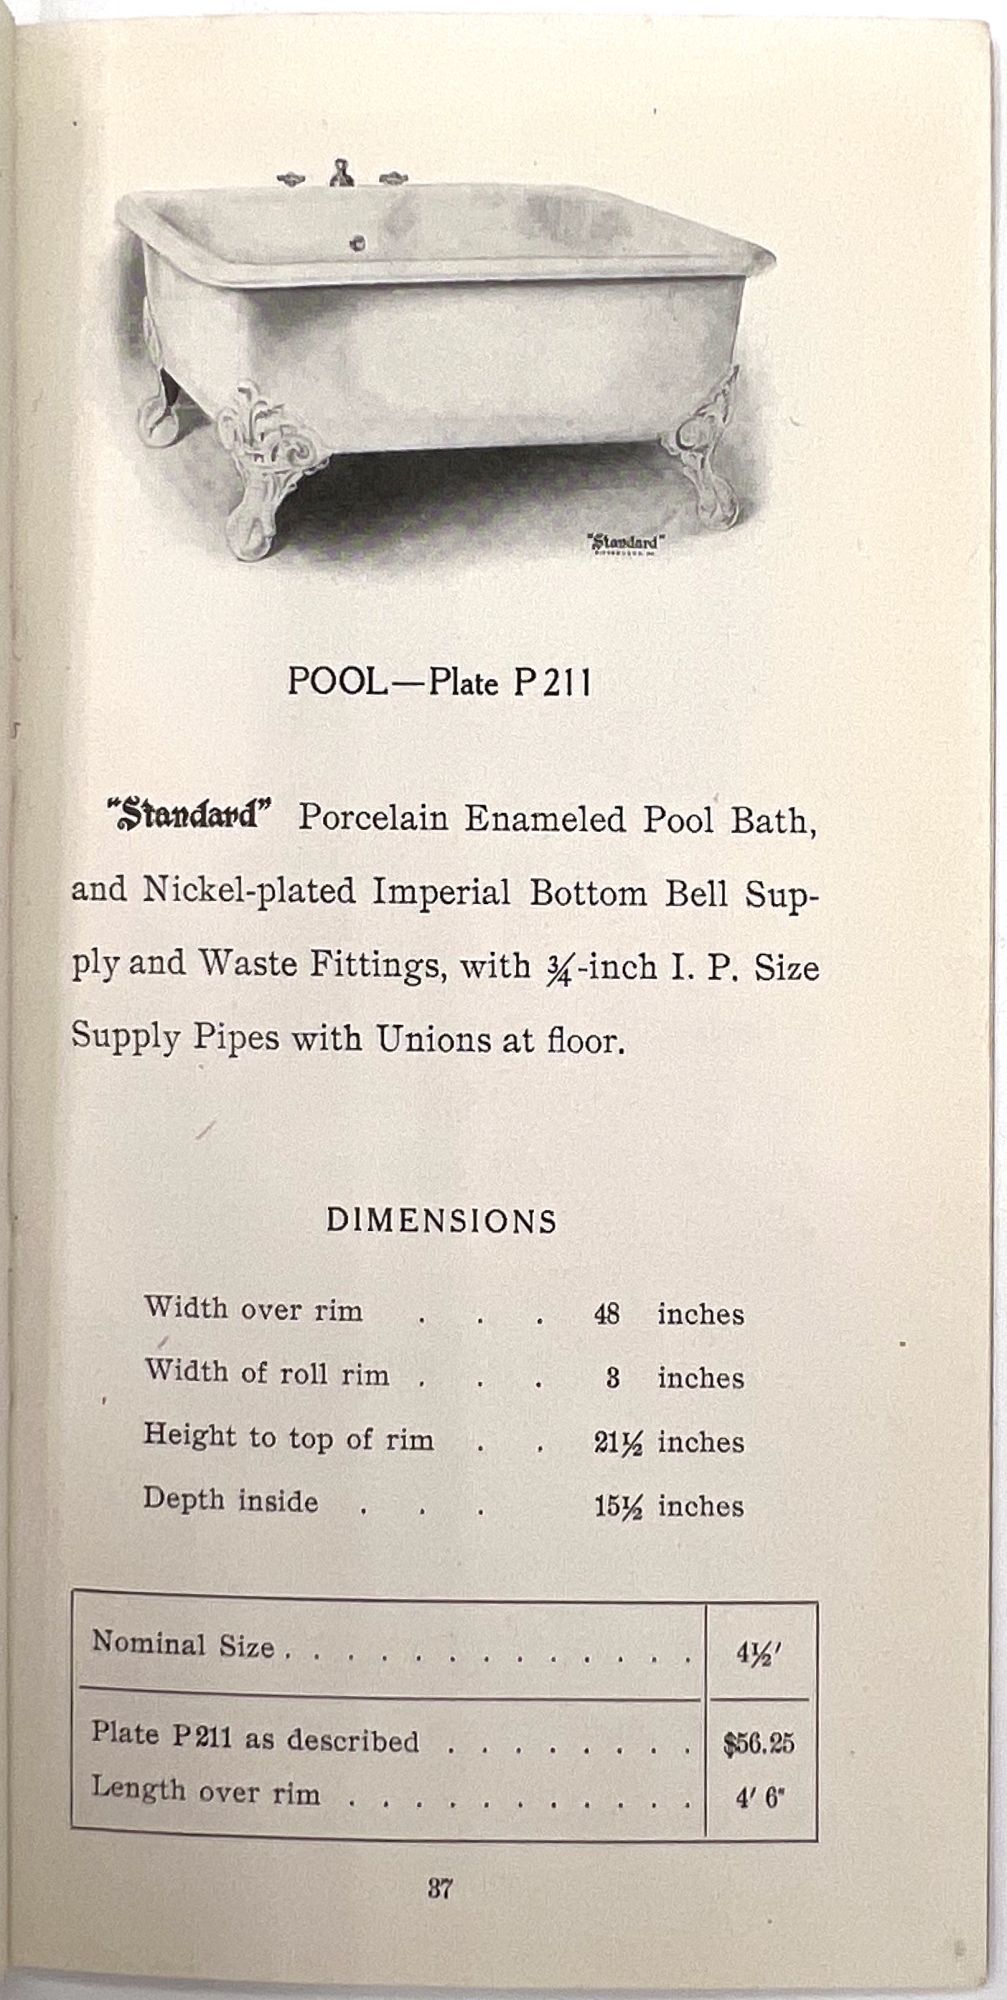 "Standard"
POOL—Plate P 211
"Standard" Porcelain Enameled Pool Bath,
and Nickel-plated Imperial Bottom Bell Sup-
ply and Waste Fittings, with ¾-inch I. P. Size
Supply Pipes with Unions at floor.
DIMENSIONS
Width over rim . . . 48 inches
Width of roll rim . . . 3 inches
Height to top of rim . . 21½ inches
Depth inside . . . 15½ inches
Nominal Size . . . . . . . . . . . . . 4½'
Plate P 211 as described . . . . . . . . $56.25
Length over rim . . . . . . . . . . . 4' 6"
37